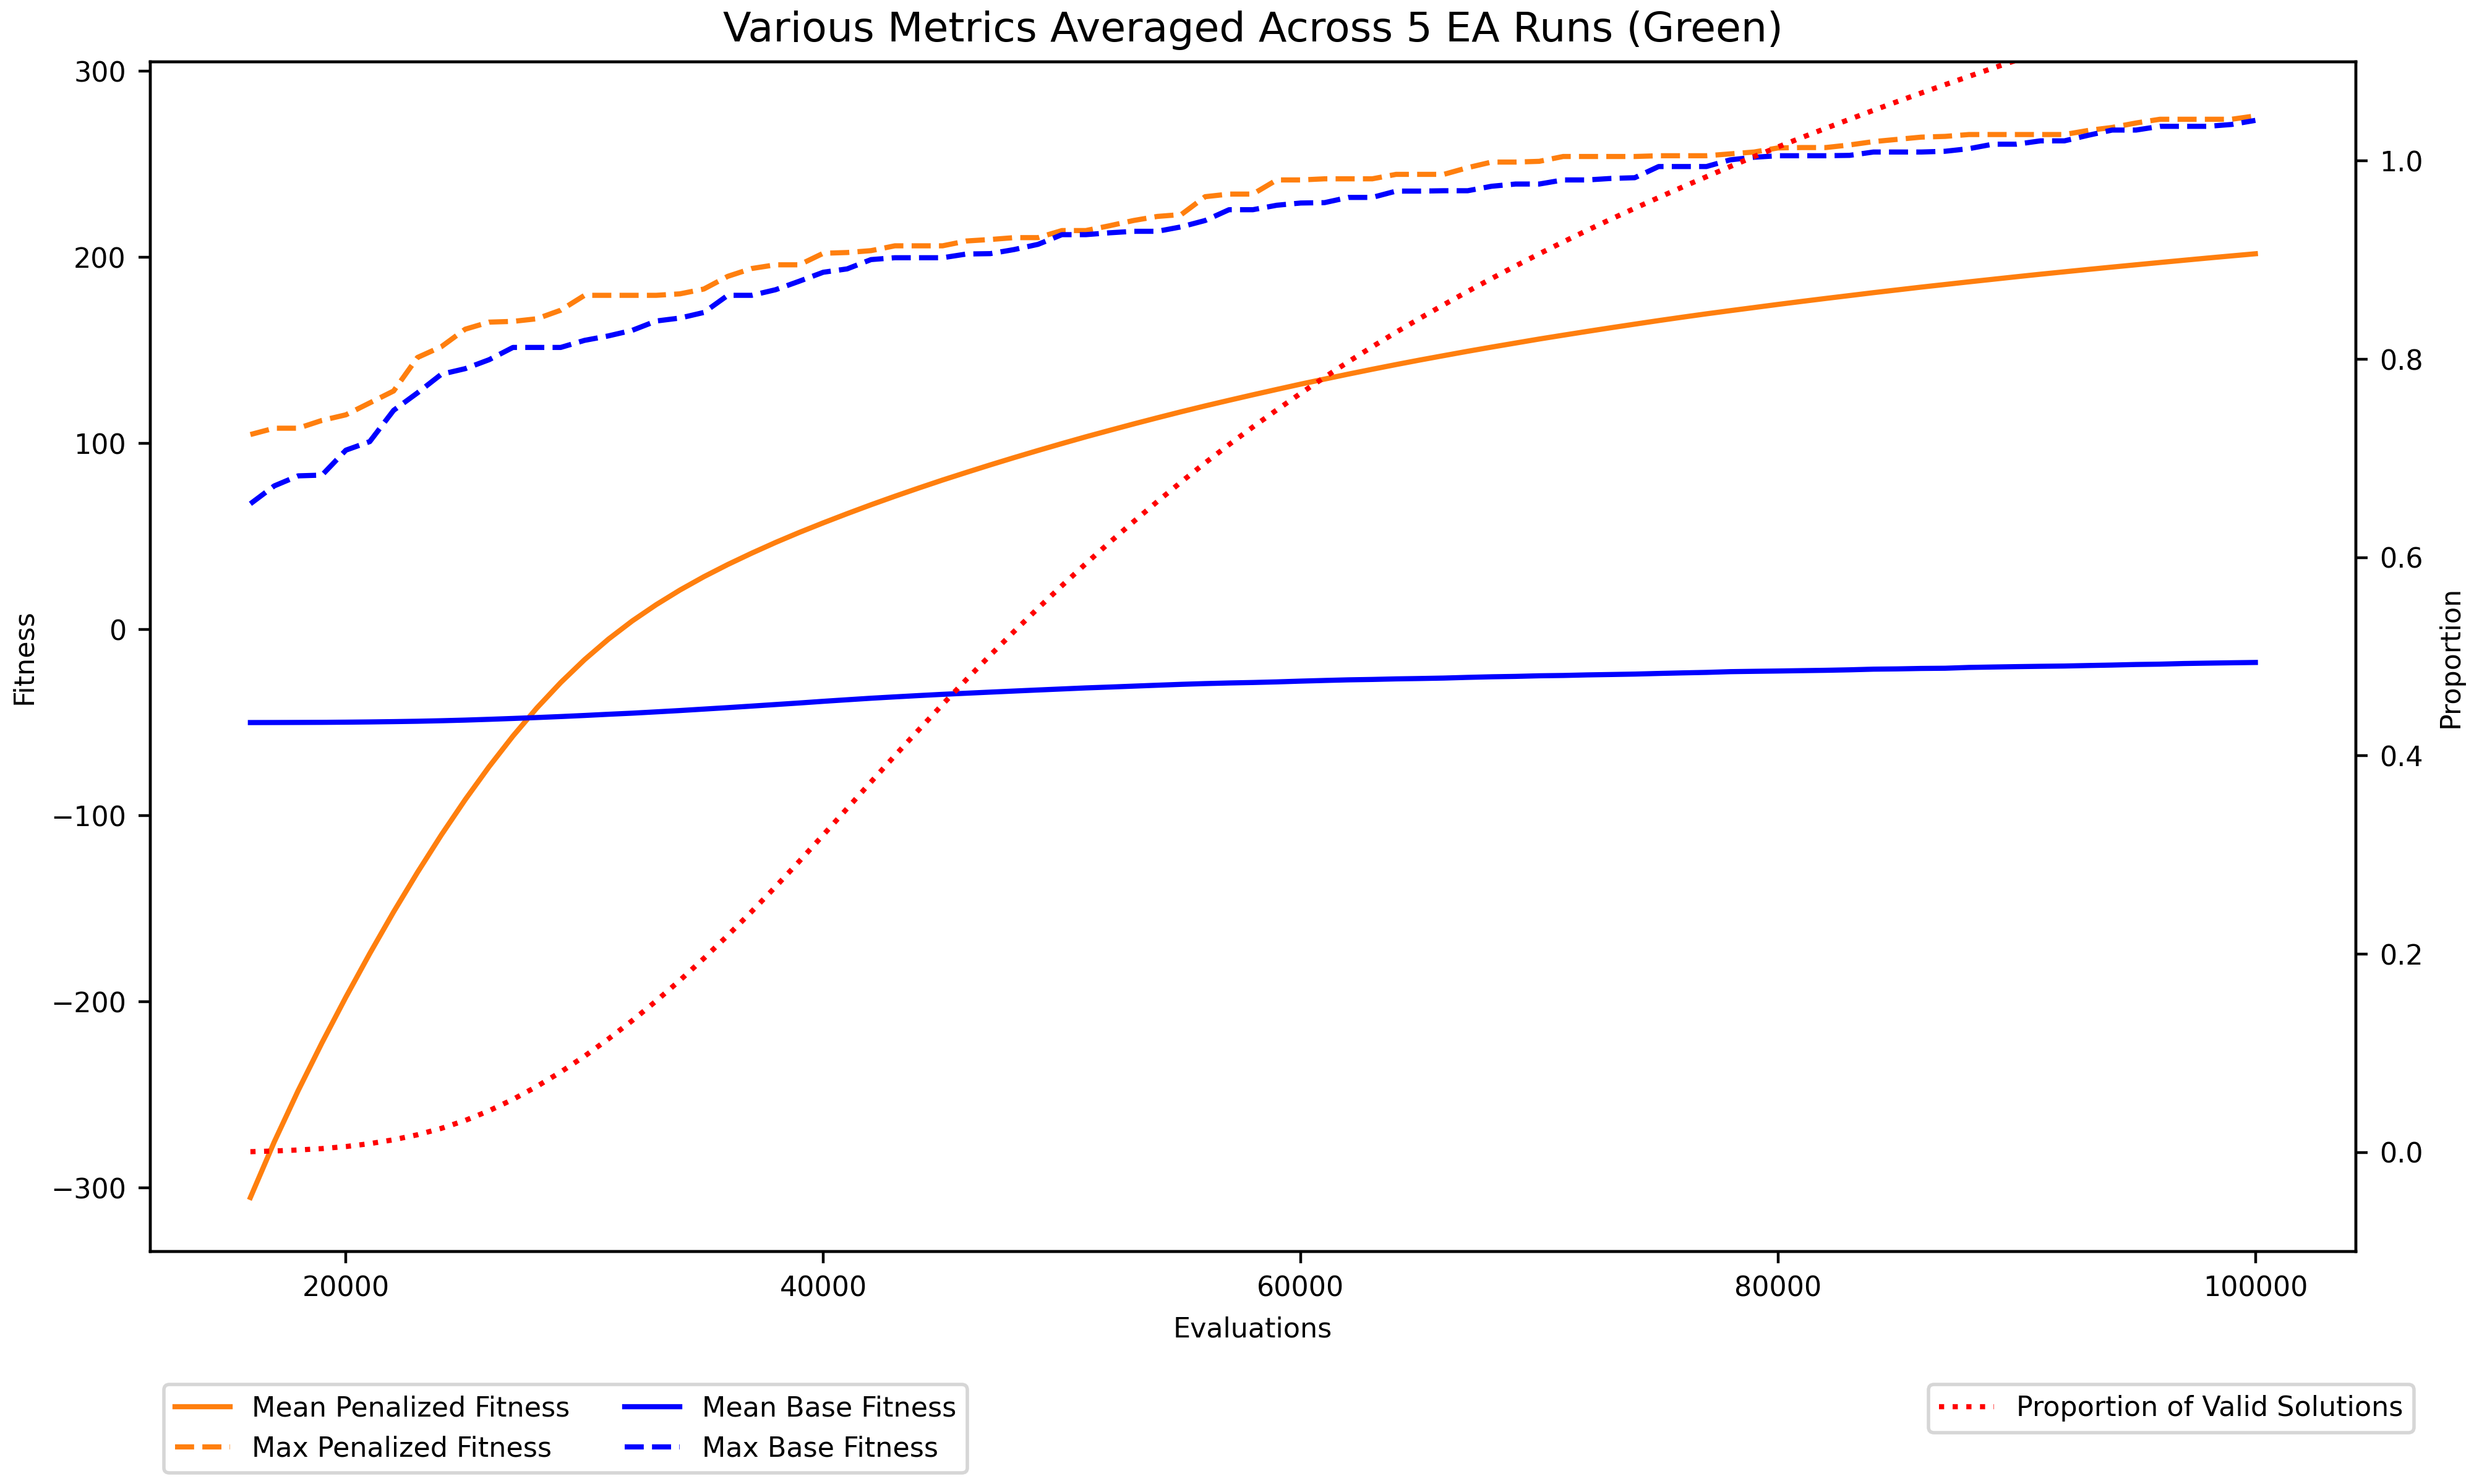 Various Metrics Averaged Across 5 EA Runs (Green)
300
200
100
0
−100
−200
−300
Fitness
1.0
0.8
0.6
0.4
0.2
0.0
Proportion
20000 40000 60000 80000 100000
Evaluations
Mean Penalized Fitness Mean Base Fitness
Max Penalized Fitness Max Base Fitness
Proportion of Valid Solutions